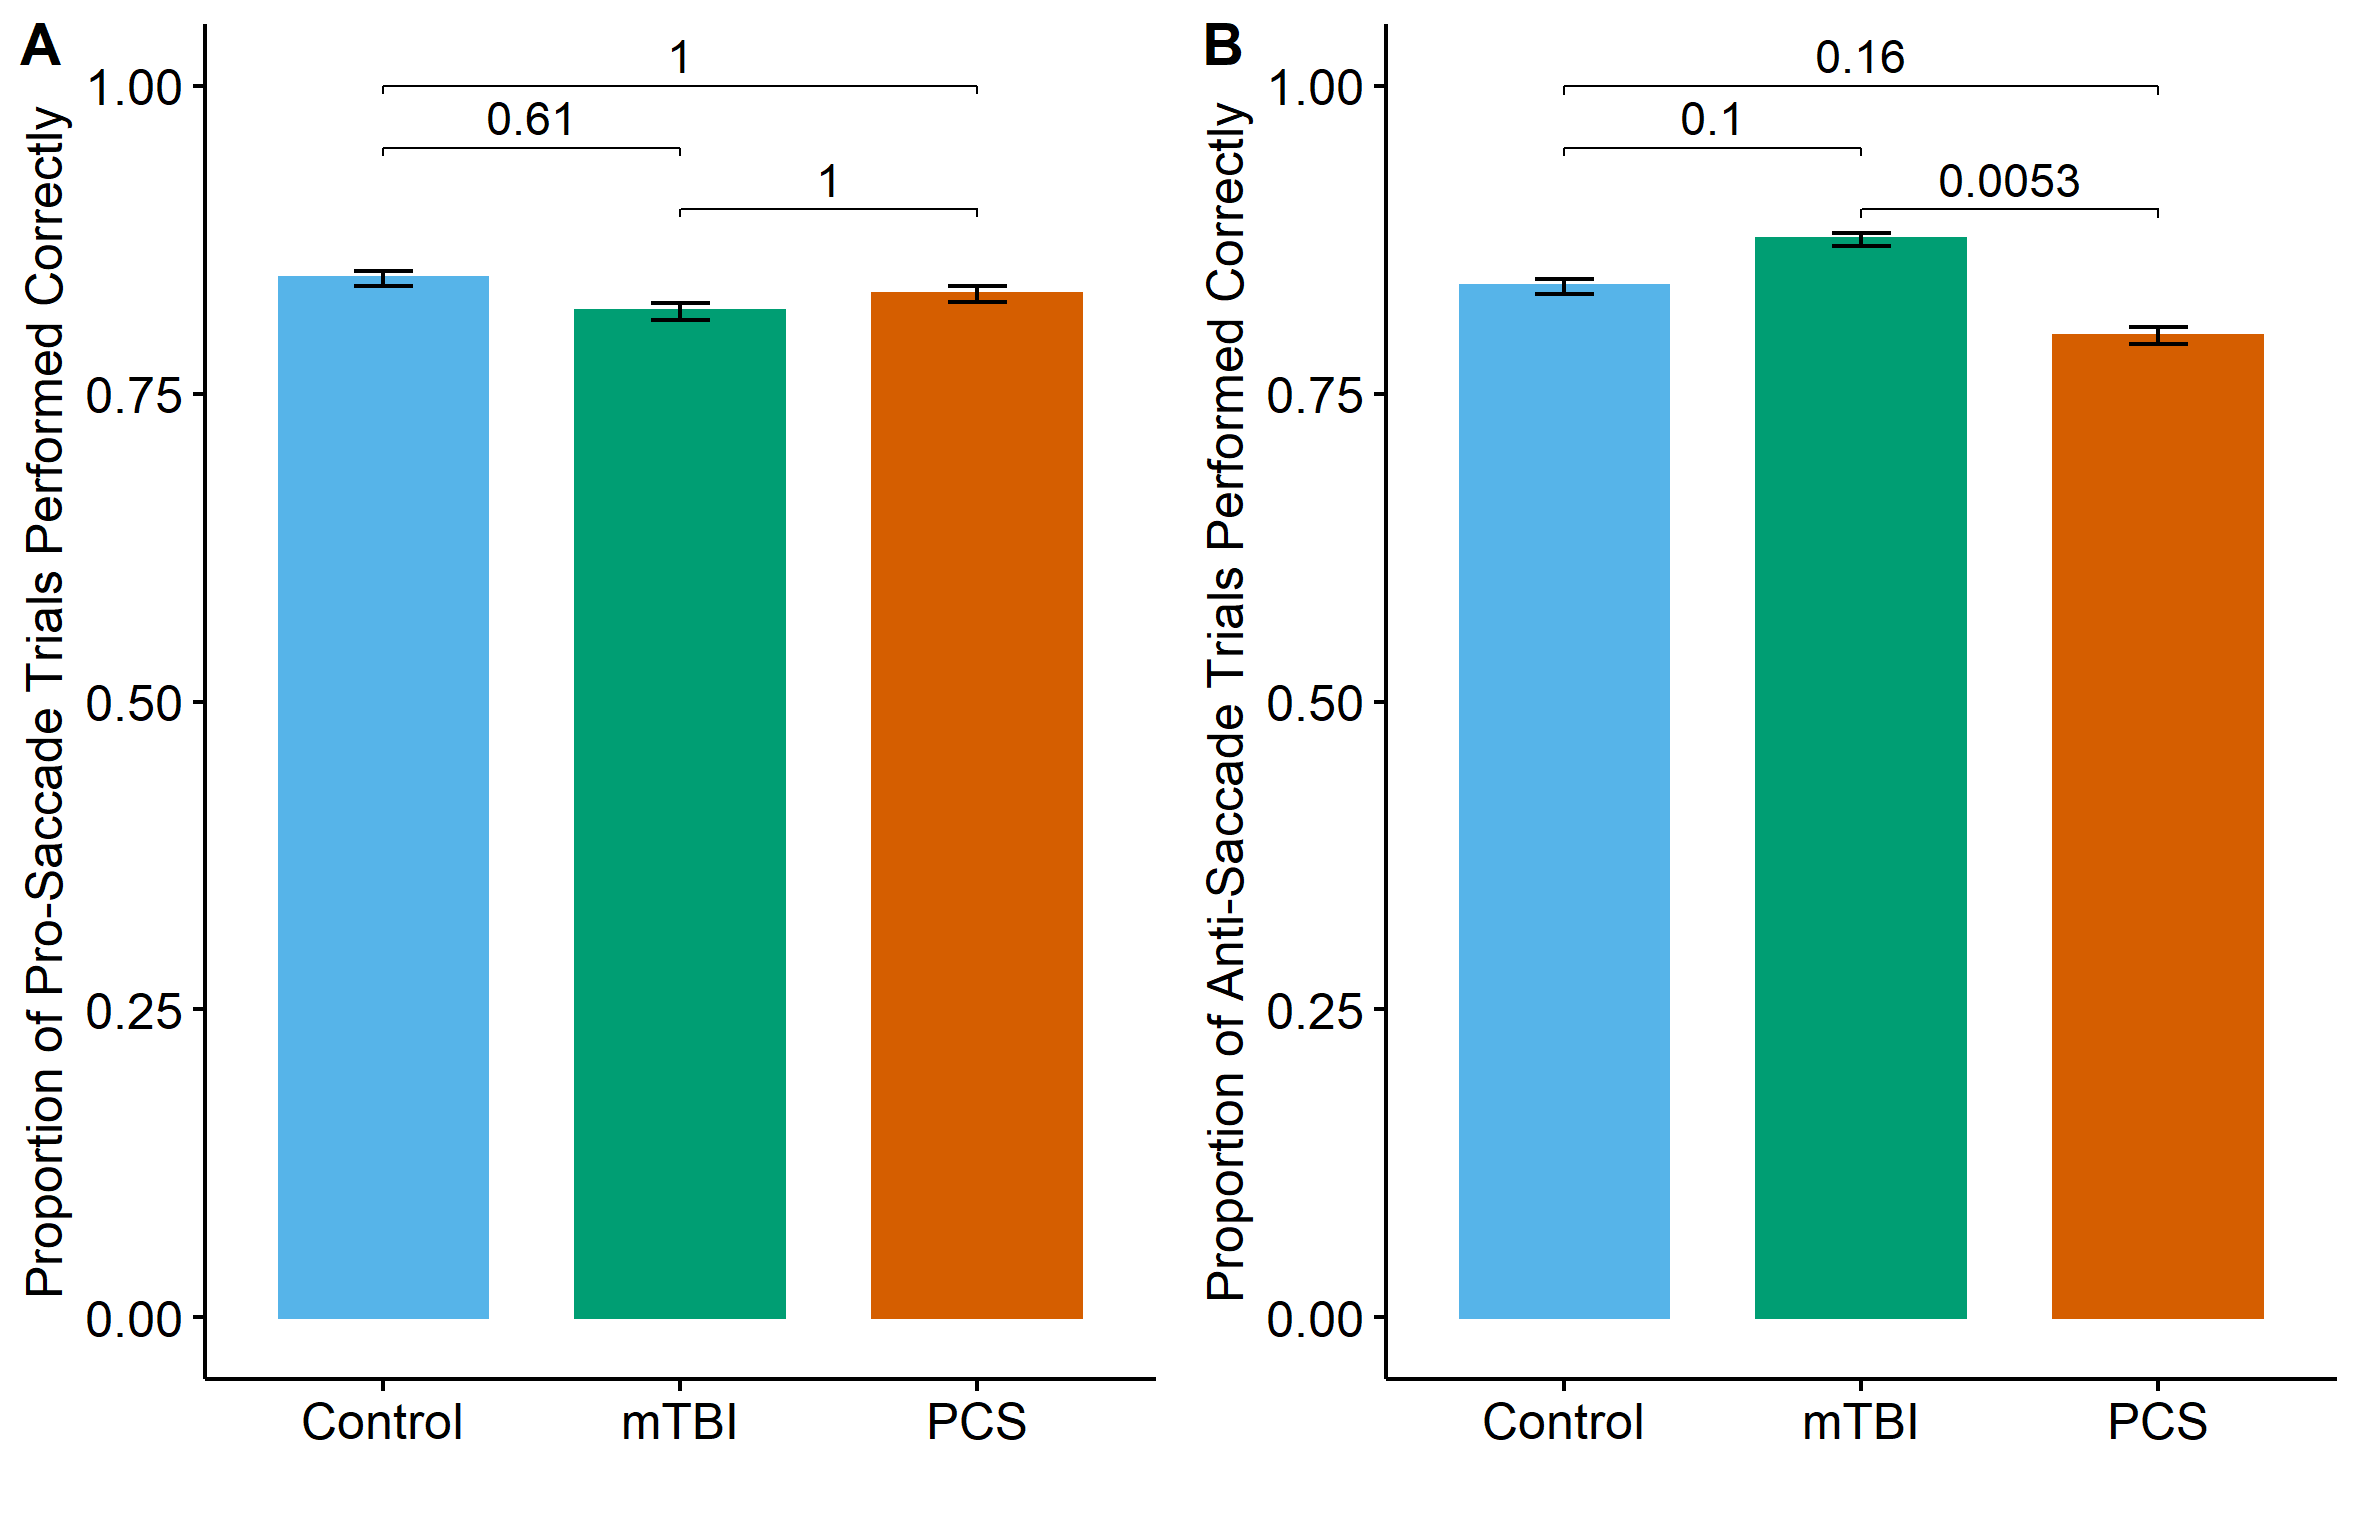 A
Proportion of Pro-Saccade Trials Performed Correctly
1.00
0.75
0.50
0.25
0.00
1
0.61
1
Control mTBI PCS
B
Proportion of Anti-Saccade Trials Performed Correctly
1.00
0.75
0.50
0.25
0.00
0.16
0.1
0.0053
Control mTBI PCS